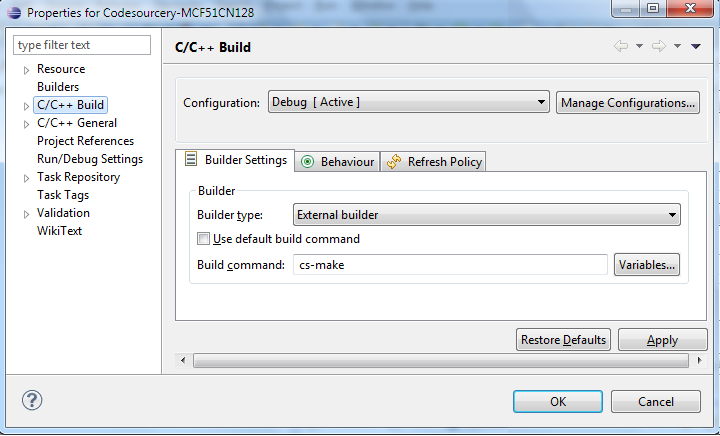 Properties for Codesourcery-MCF51CN128
type filter text
Resource
Builders
C/C++ Build
C/C++ General
Project References
Run/Debug Settings
Task Repository
Task Tags
Validation
WikiText
C/C++ Build
Configuration: Debug [ Active ] Manage Configurations...
Builder Settings Behaviour Refresh Policy
Builder
Builder type: External builder
Use default build command
Build command: cs-make Variables...
Restore Defaults Apply
? OK Cancel